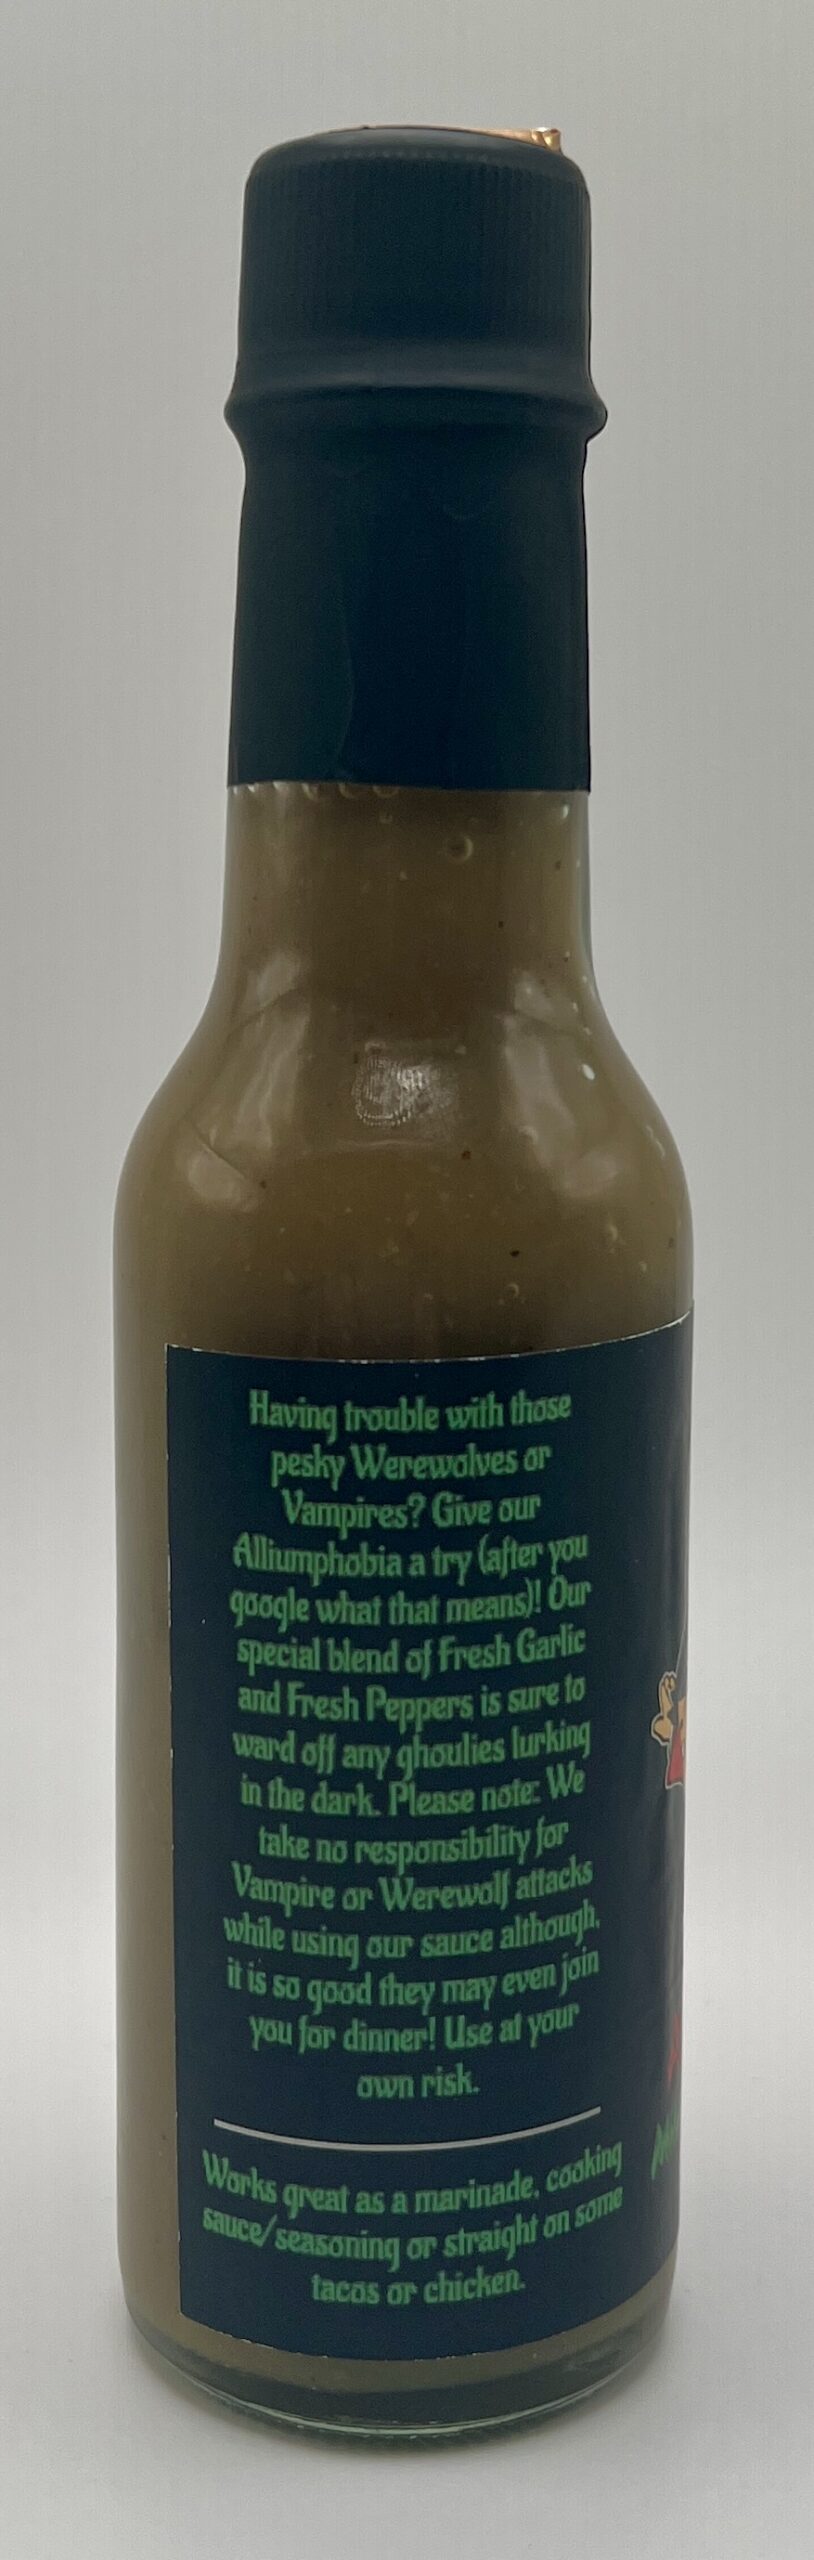 Having trouble with those
pesky Werewolves or
Vampires? Give our
Alliumphobia a try (after you
google what that means)! Our
special blend of Fresh Garlic
and Fresh Peppers is sure to
ward off any ghoulies lurking
in the dark. Please note: We
take no responsibility for
Vampire or Werewolf attacks
while using our sauce although,
it is so good they may even join
you for dinner! Use at your
own risk.
Works great as a marinade, cooking
sauce/seasoning or straight on some
tacos or chicken.